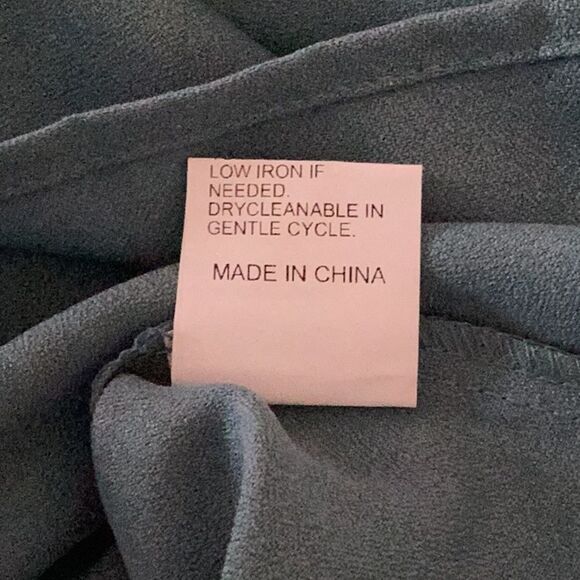 LOW IRON IF
NEEDED.
DRYCLEANABLE IN
GENTLE CYCLE.
MADE IN CHINA